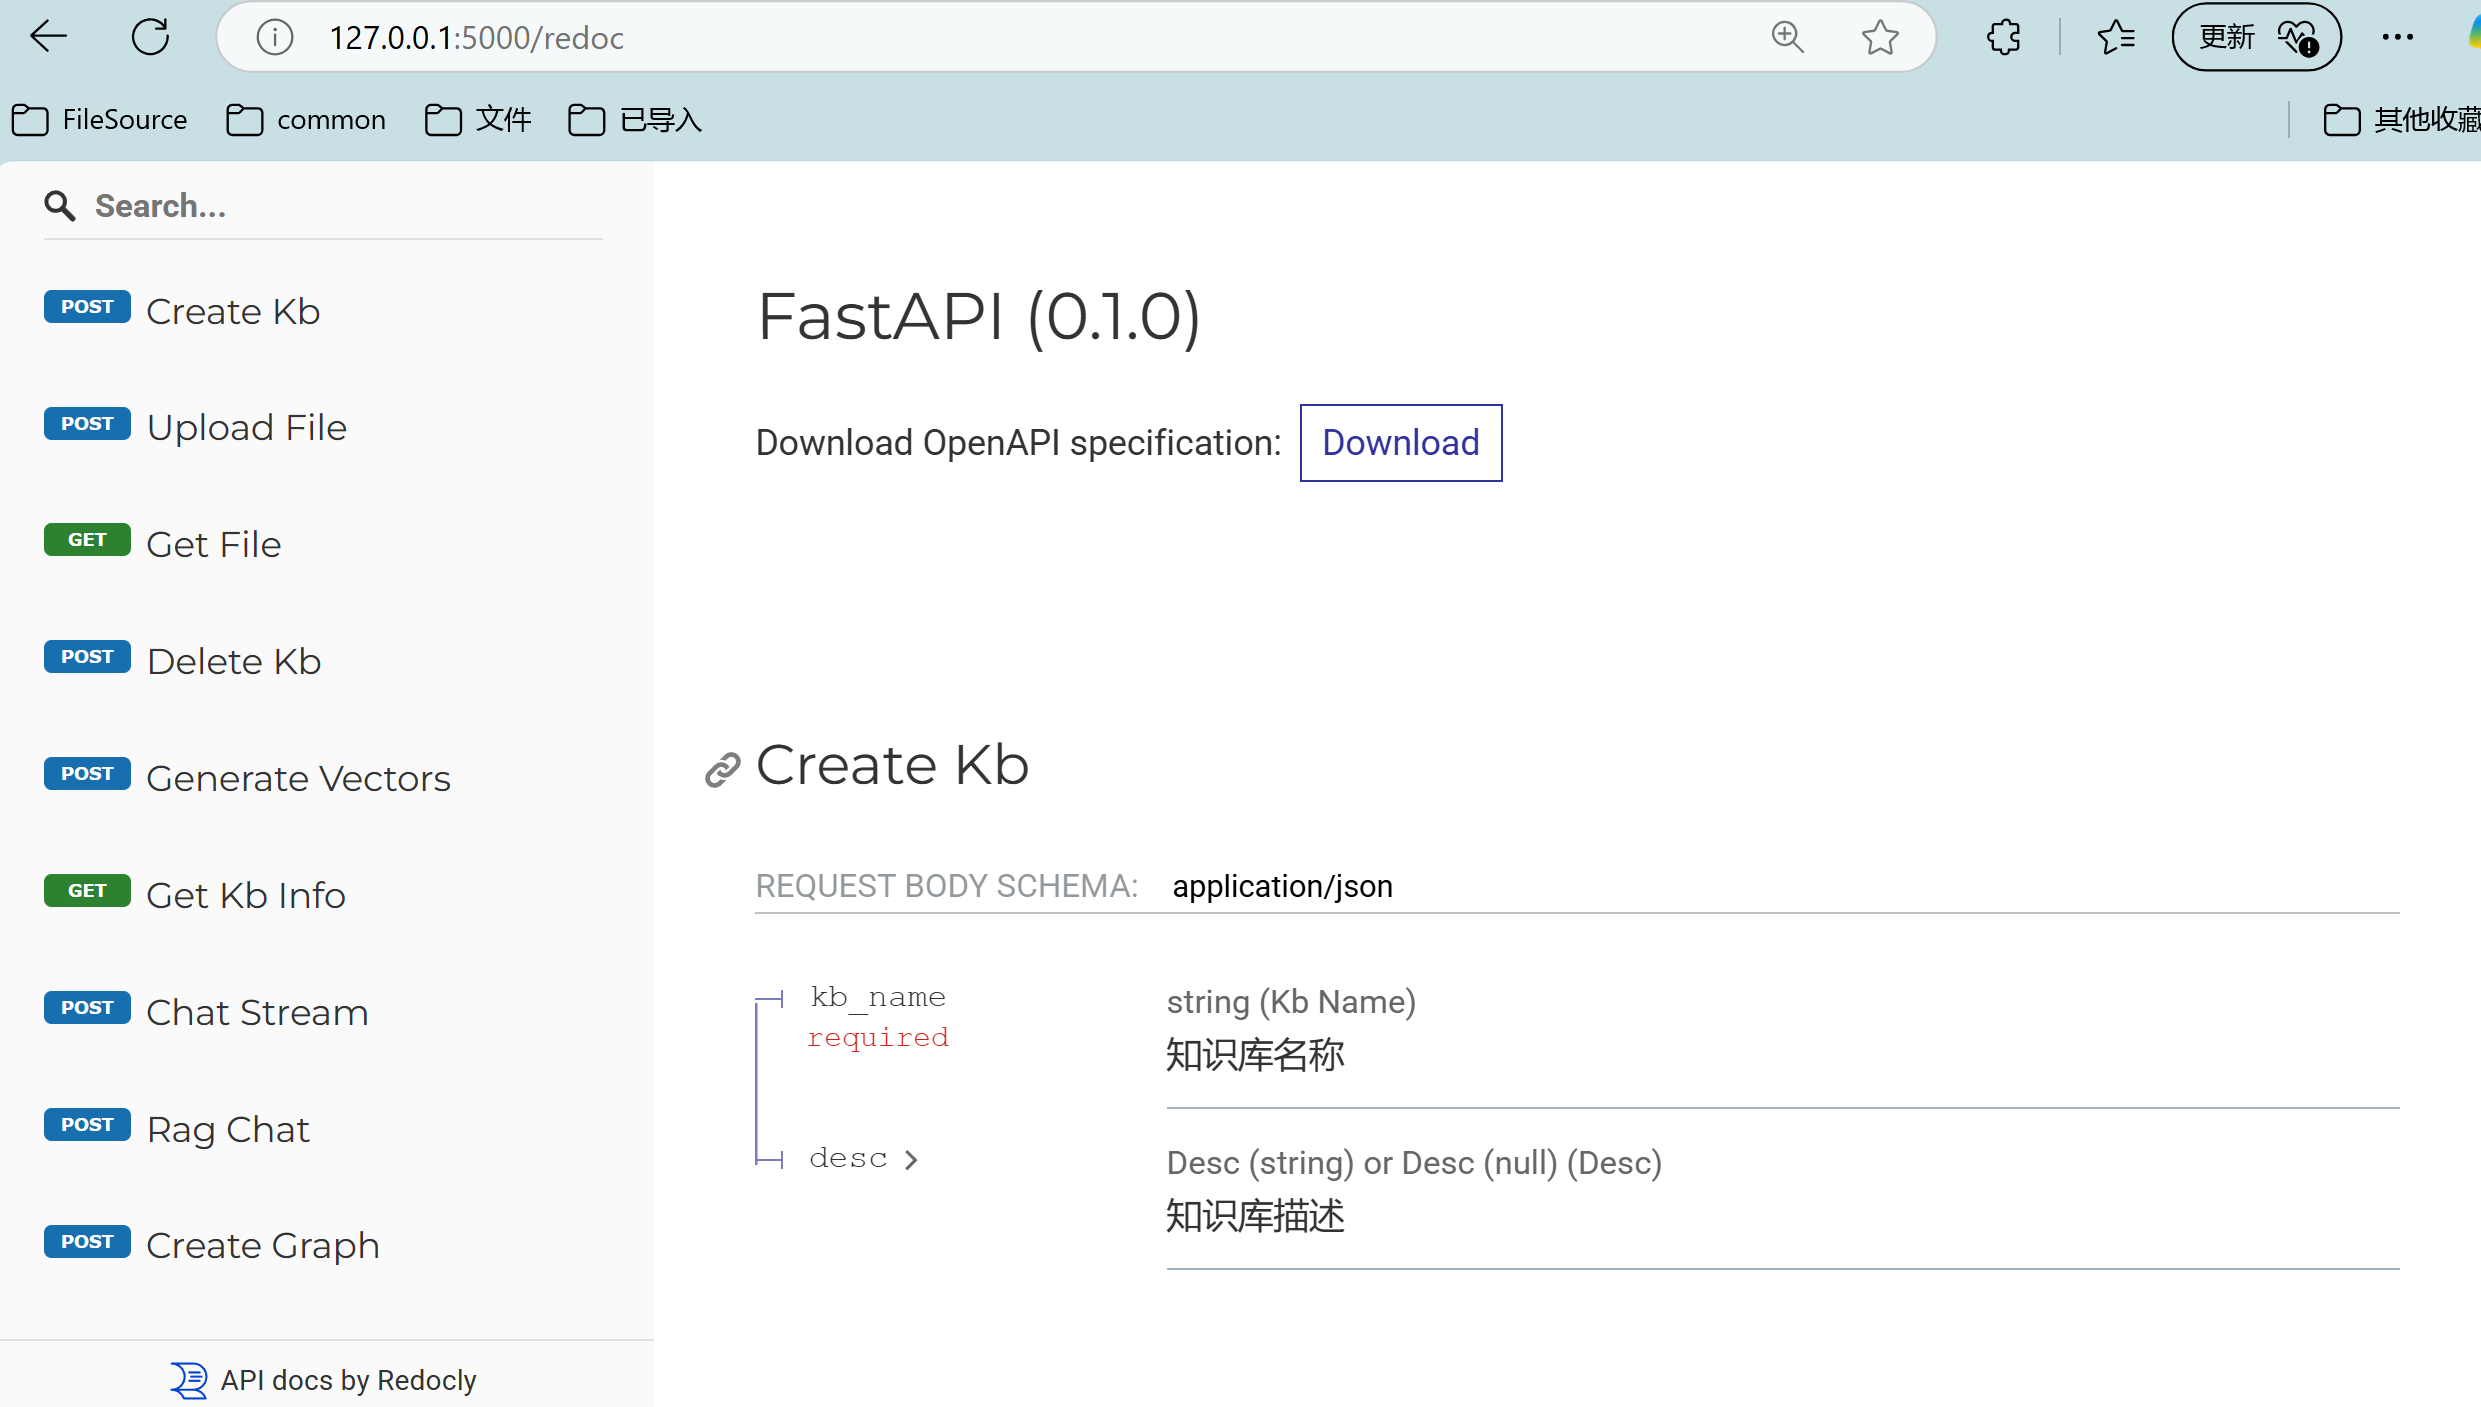 127.0.0.1:5000/redoc
更新
FileSource
common
文件
已导入
其他收藏
Search...
POST Create Kb
POST Upload File
GET Get File
POST Delete Kb
POST Generate Vectors
GET Get Kb Info
POST Chat Stream
POST Rag Chat
POST Create Graph
API docs by Redocly
FastAPI (0.1.0)
Download OpenAPI specification: Download
Create Kb
REQUEST BODY SCHEMA: application/json
kb_name
required
string (Kb Name)
知识库名称
desc
Desc (string) or Desc (null) (Desc)
知识库描述